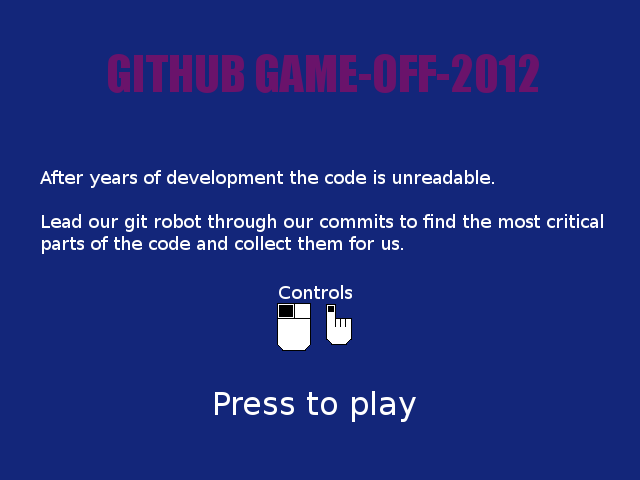 GITHUB GAME-OFF-2012
After years of development the code is unreadable.
Lead our git robot through our commits to find the most critical
parts of the code and collect them for us.
Controls
Press to play